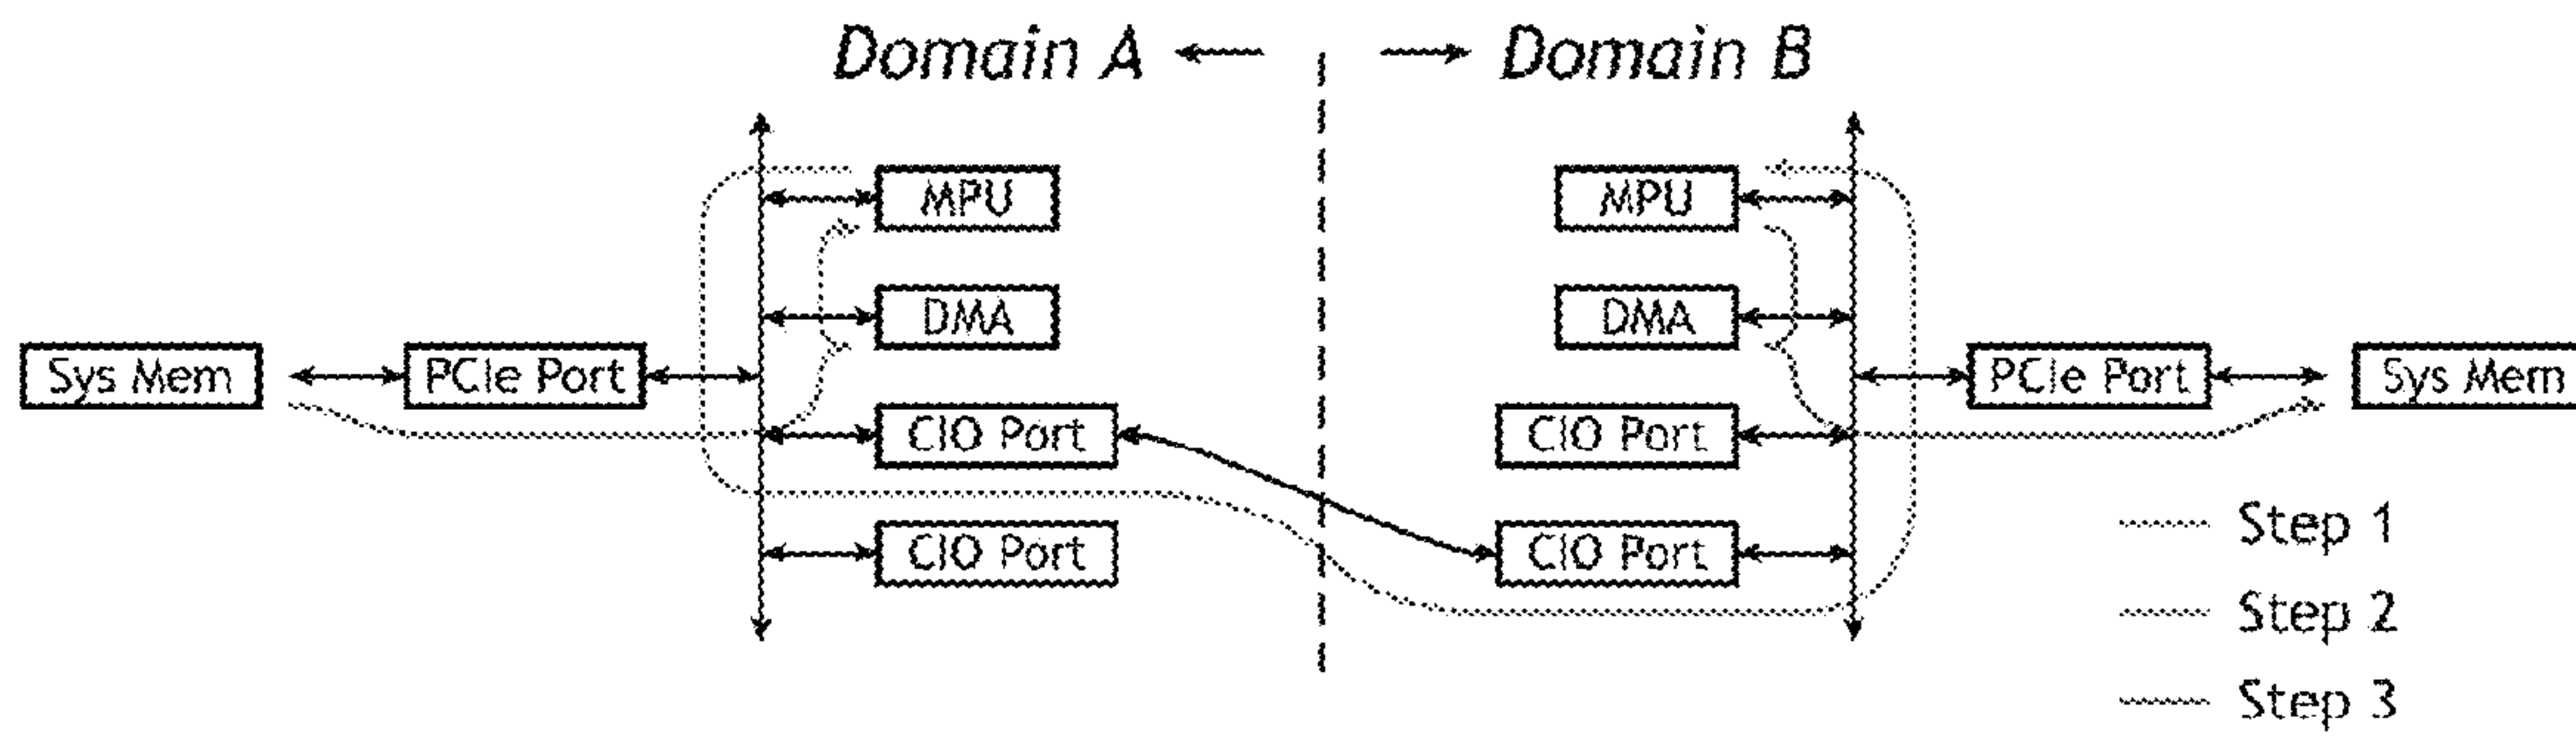 Domain A
Domain B
MPU
MPU
DMA
DMA
Sys Mem
PCIe Port
PCIe Port
Sys Mem
CIO Port
CIO Port
CIO Port
CIO Port
Step 1
Step 2
Step 3